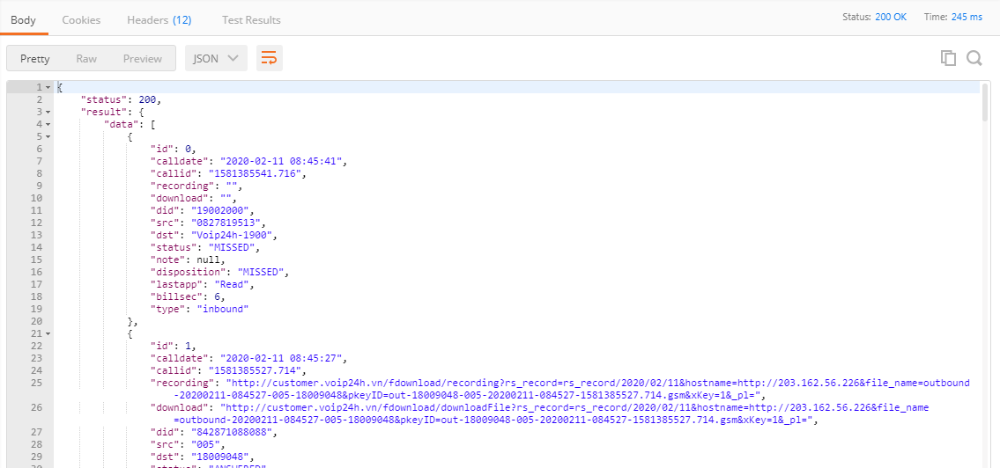 Body Cookies Headers (12) Test Results Status: 200 OK Time: 245 ms
Pretty Raw Preview JSON
1 {
2 "status": 200,
3 "result": {
4 "data": [
5 {
6 "id": 0,
7 "calldate": "2020-02-11 08:45:41",
8 "callid": "1581385541.716",
9 "recording": "",
10 "download": "",
11 "did": "19002000",
12 "src": "0827819513",
13 "dst": "Voip24h-1900",
14 "status": "MISSED",
15 "note": null,
16 "disposition": "MISSED",
17 "lastapp": "Read",
18 "billsec": 6,
19 "type": "inbound"
20 },
21 {
22 "id": 1,
23 "calldate": "2020-02-11 08:45:27",
24 "callid": "1581385527.714",
25 "recording": "http://customer.voip24h.vn/fdownload/recording?rs_record=rs_record/2020/02/11&hostname=http://203.162.56.226&file_name=outbound
-20200211-084527-005-18009048&pkeyID=out-18009048-005-20200211-084527-1581385527.714.gsm&xKey=1&_pl=",
26 "download": "http://customer.voip24h.vn/fdownload/downloadFile?rs_record=rs_record/2020/02/11&hostname=http://203.162.56.226&file_name
=outbound-20200211-084527-005-18009048&pkeyID=out-18009048-005-20200211-084527-1581385527.714.gsm&xKey=1&_pl=",
27 "did": "842871088088",
28 "src": "005",
29 "dst": "18009048",